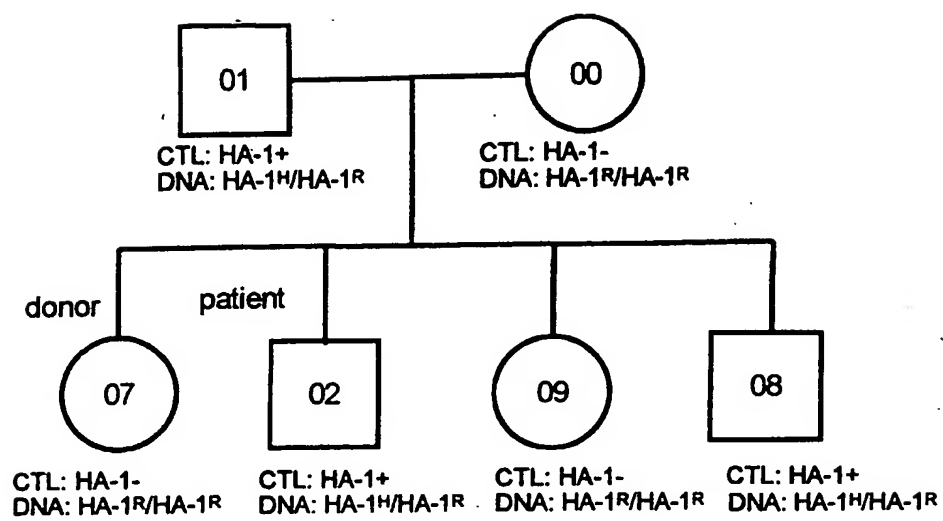 01
00
CTL: HA-1+
DNA: HA-1ᴴ/HA-1ᴿ
CTL: HA-1-
DNA: HA-1ᴿ/HA-1ᴿ
donor
patient
07
02
09
08
CTL: HA-1-
DNA: HA-1ᴿ/HA-1ᴿ
CTL: HA-1+
DNA: HA-1ᴴ/HA-1ᴿ
CTL: HA-1-
DNA: HA-1ᴿ/HA-1ᴿ
CTL: HA-1+
DNA: HA-1ᴴ/HA-1ᴿ